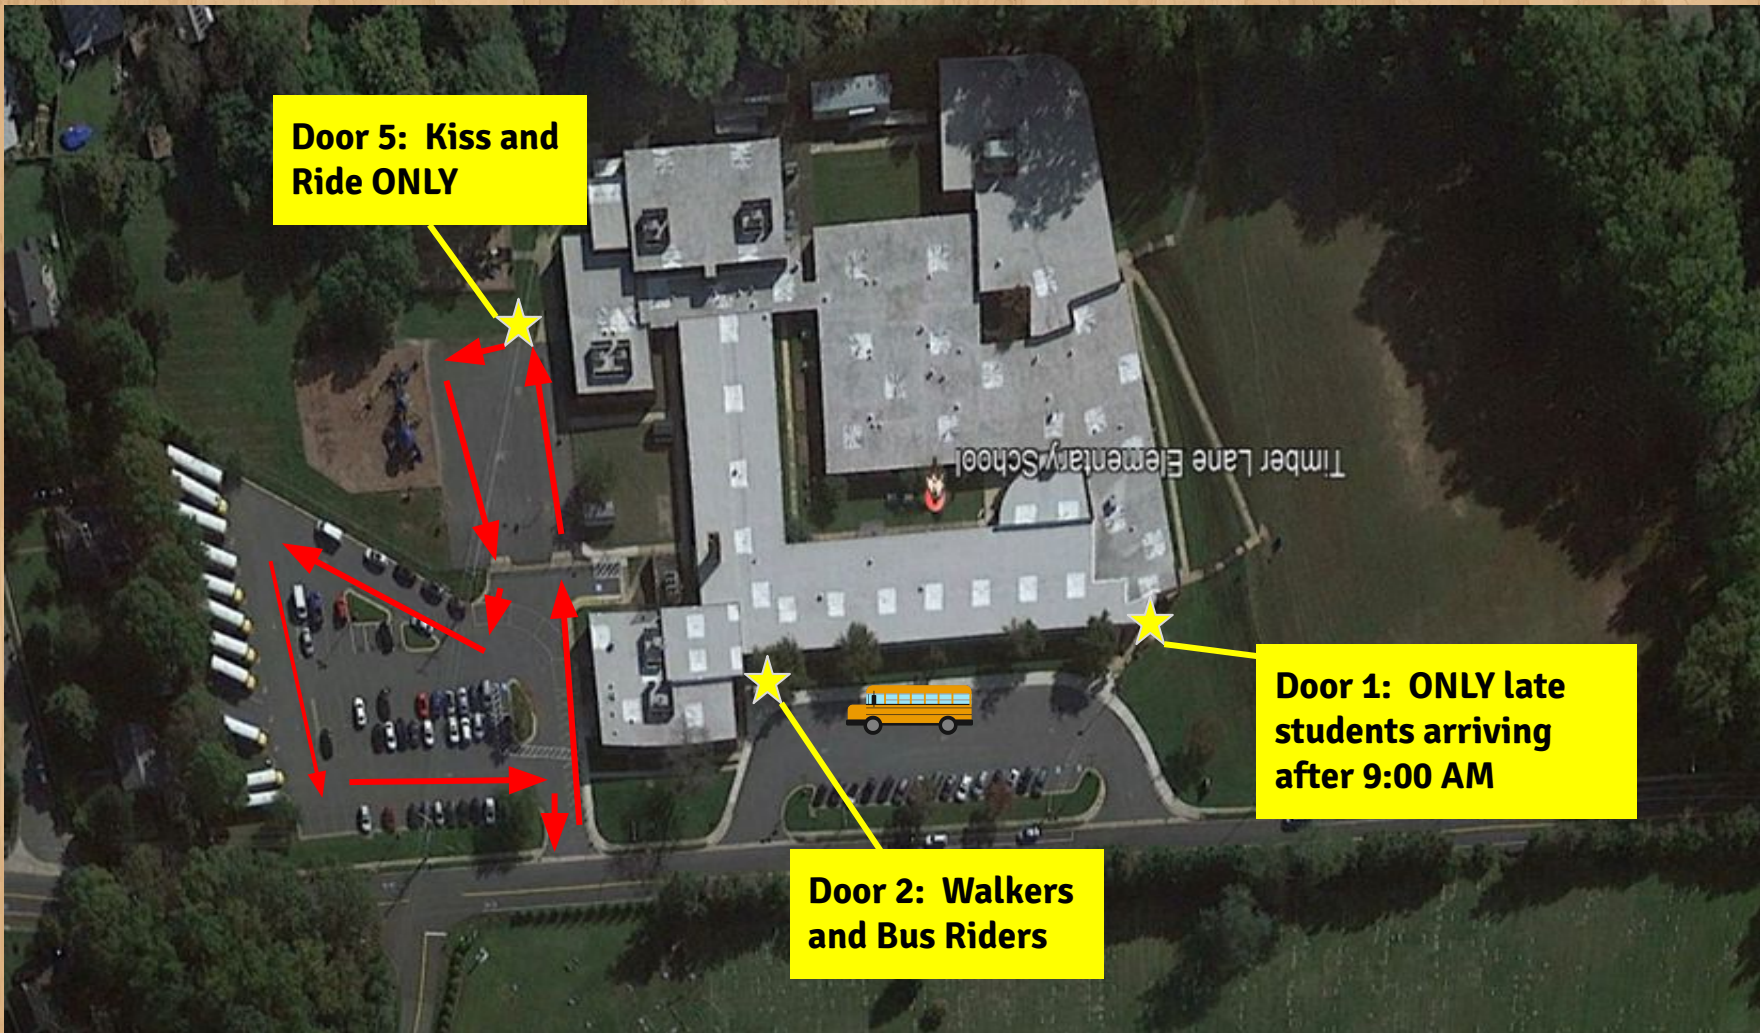 Door 5: Kiss and
Ride ONLY
Timber Lane Elementary School
Door 1: ONLY late
students arriving
after 9:00 AM
Door 2: Walkers
and Bus Riders